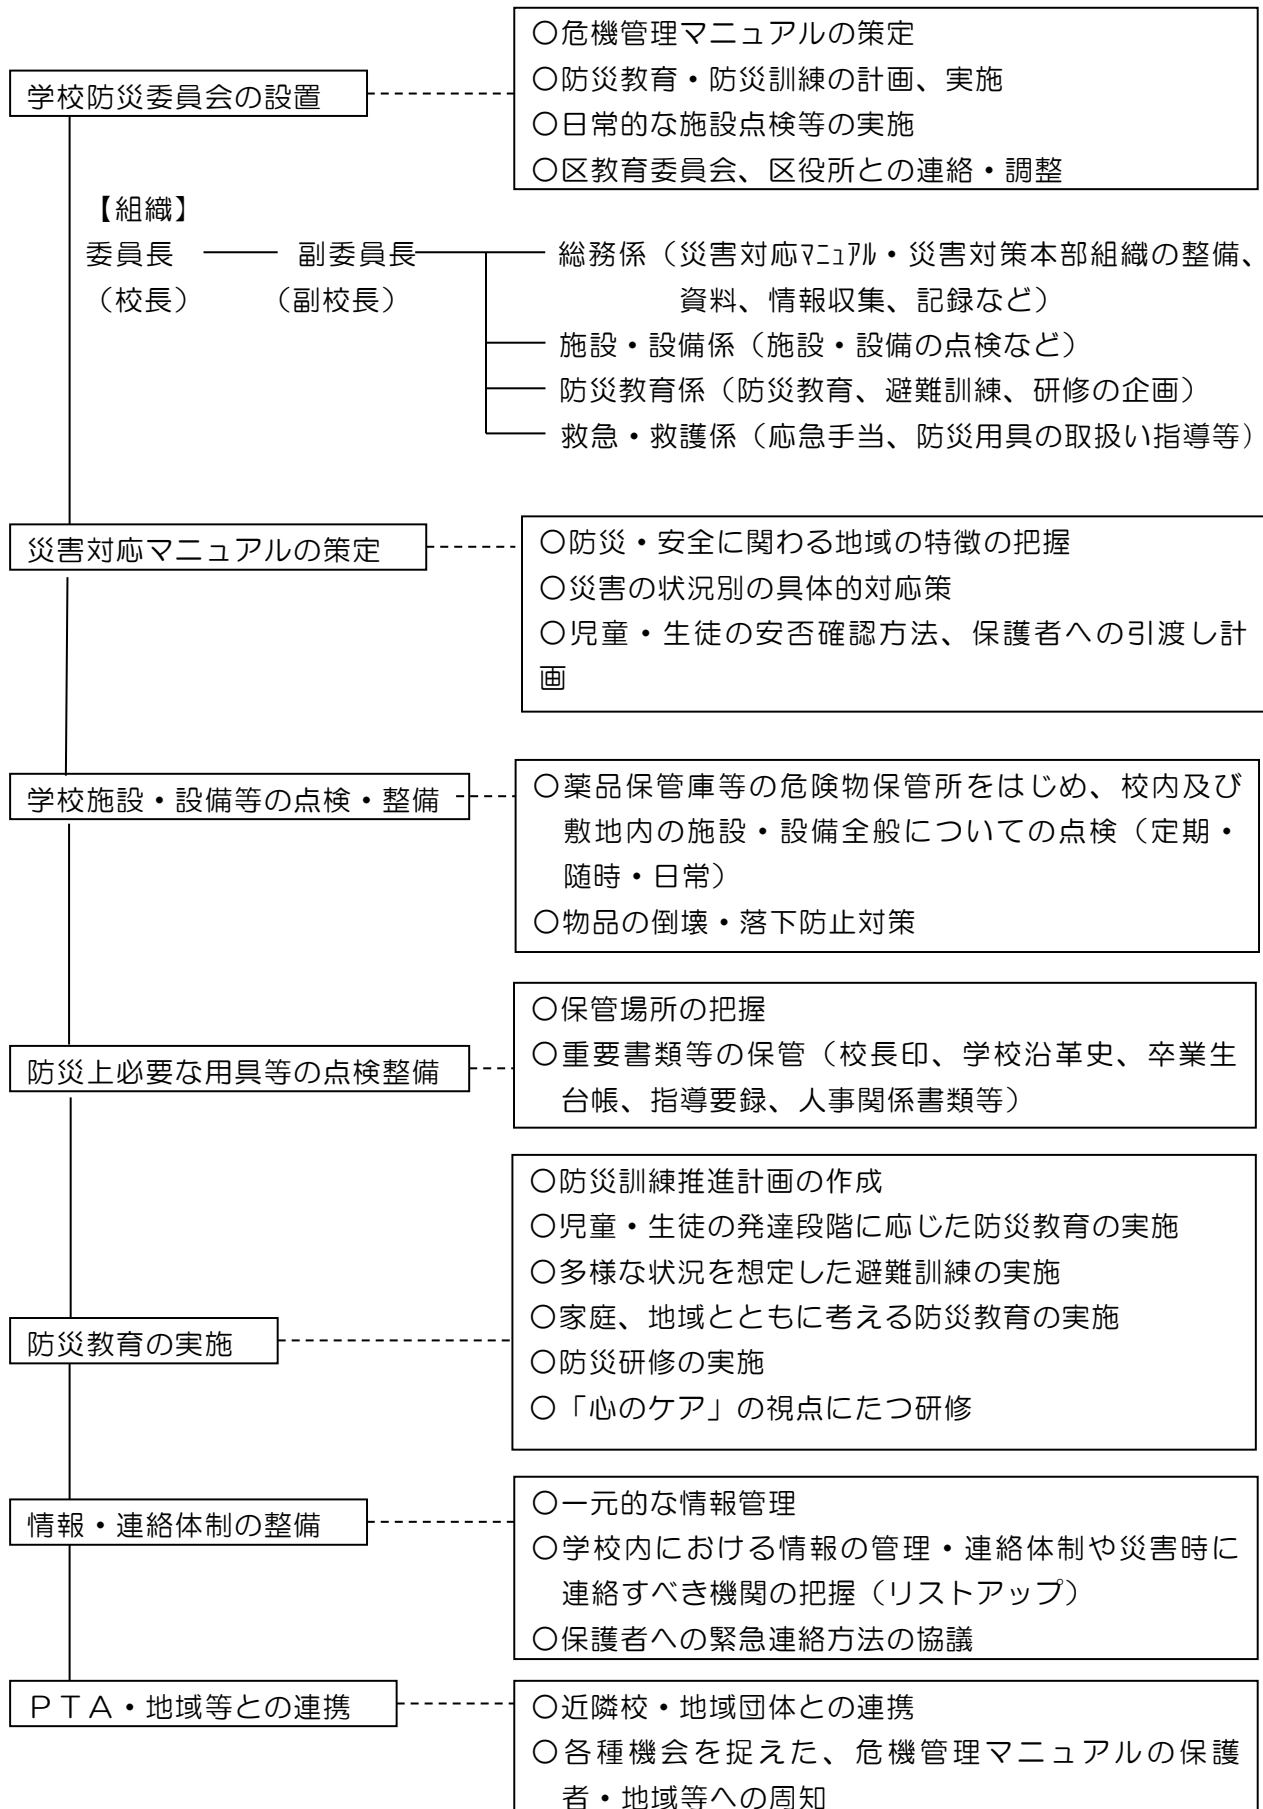 学校防災委員会の設置
〇危機管理マニュアルの策定
〇防災教育・防災訓練の計画、実施
〇日常的な施設点検等の実施
〇区教育委員会、区役所との連絡・調整
【組織】
委員長 副委員長 総務係（災害対応ﾏﾆｭｱﾙ・災害対策本部組織の整備、
（校長） （副校長） 資料、情報収集、記録など）
施設・設備係（施設・設備の点検など）
防災教育係（防災教育、避難訓練、研修の企画）
救急・救護係（応急手当、防災用具の取扱い指導等）
災害対応マニュアルの策定
〇防災・安全に関わる地域の特徴の把握
〇災害の状況別の具体的対応策
〇児童・生徒の安否確認方法、保護者への引渡し計
画
学校施設・設備等の点検・整備
〇薬品保管庫等の危険物保管所をはじめ、校内及び
敷地内の施設・設備全般についての点検（定期・
随時・日常）
〇物品の倒壊・落下防止対策
防災上必要な用具等の点検整備
〇保管場所の把握
〇重要書類等の保管（校長印、学校沿革史、卒業生
台帳、指導要録、人事関係書類等）
防災教育の実施
〇防災訓練推進計画の作成
〇児童・生徒の発達段階に応じた防災教育の実施
〇多様な状況を想定した避難訓練の実施
〇家庭、地域とともに考える防災教育の実施
〇防災研修の実施
〇「心のケア」の視点にたつ研修
情報・連絡体制の整備
〇一元的な情報管理
〇学校内における情報の管理・連絡体制や災害時に
連絡すべき機関の把握（リストアップ）
〇保護者への緊急連絡方法の協議
ＰＴＡ・地域等との連携
〇近隣校・地域団体との連携
〇各種機会を捉えた、危機管理マニュアルの保護
者・地域等への周知